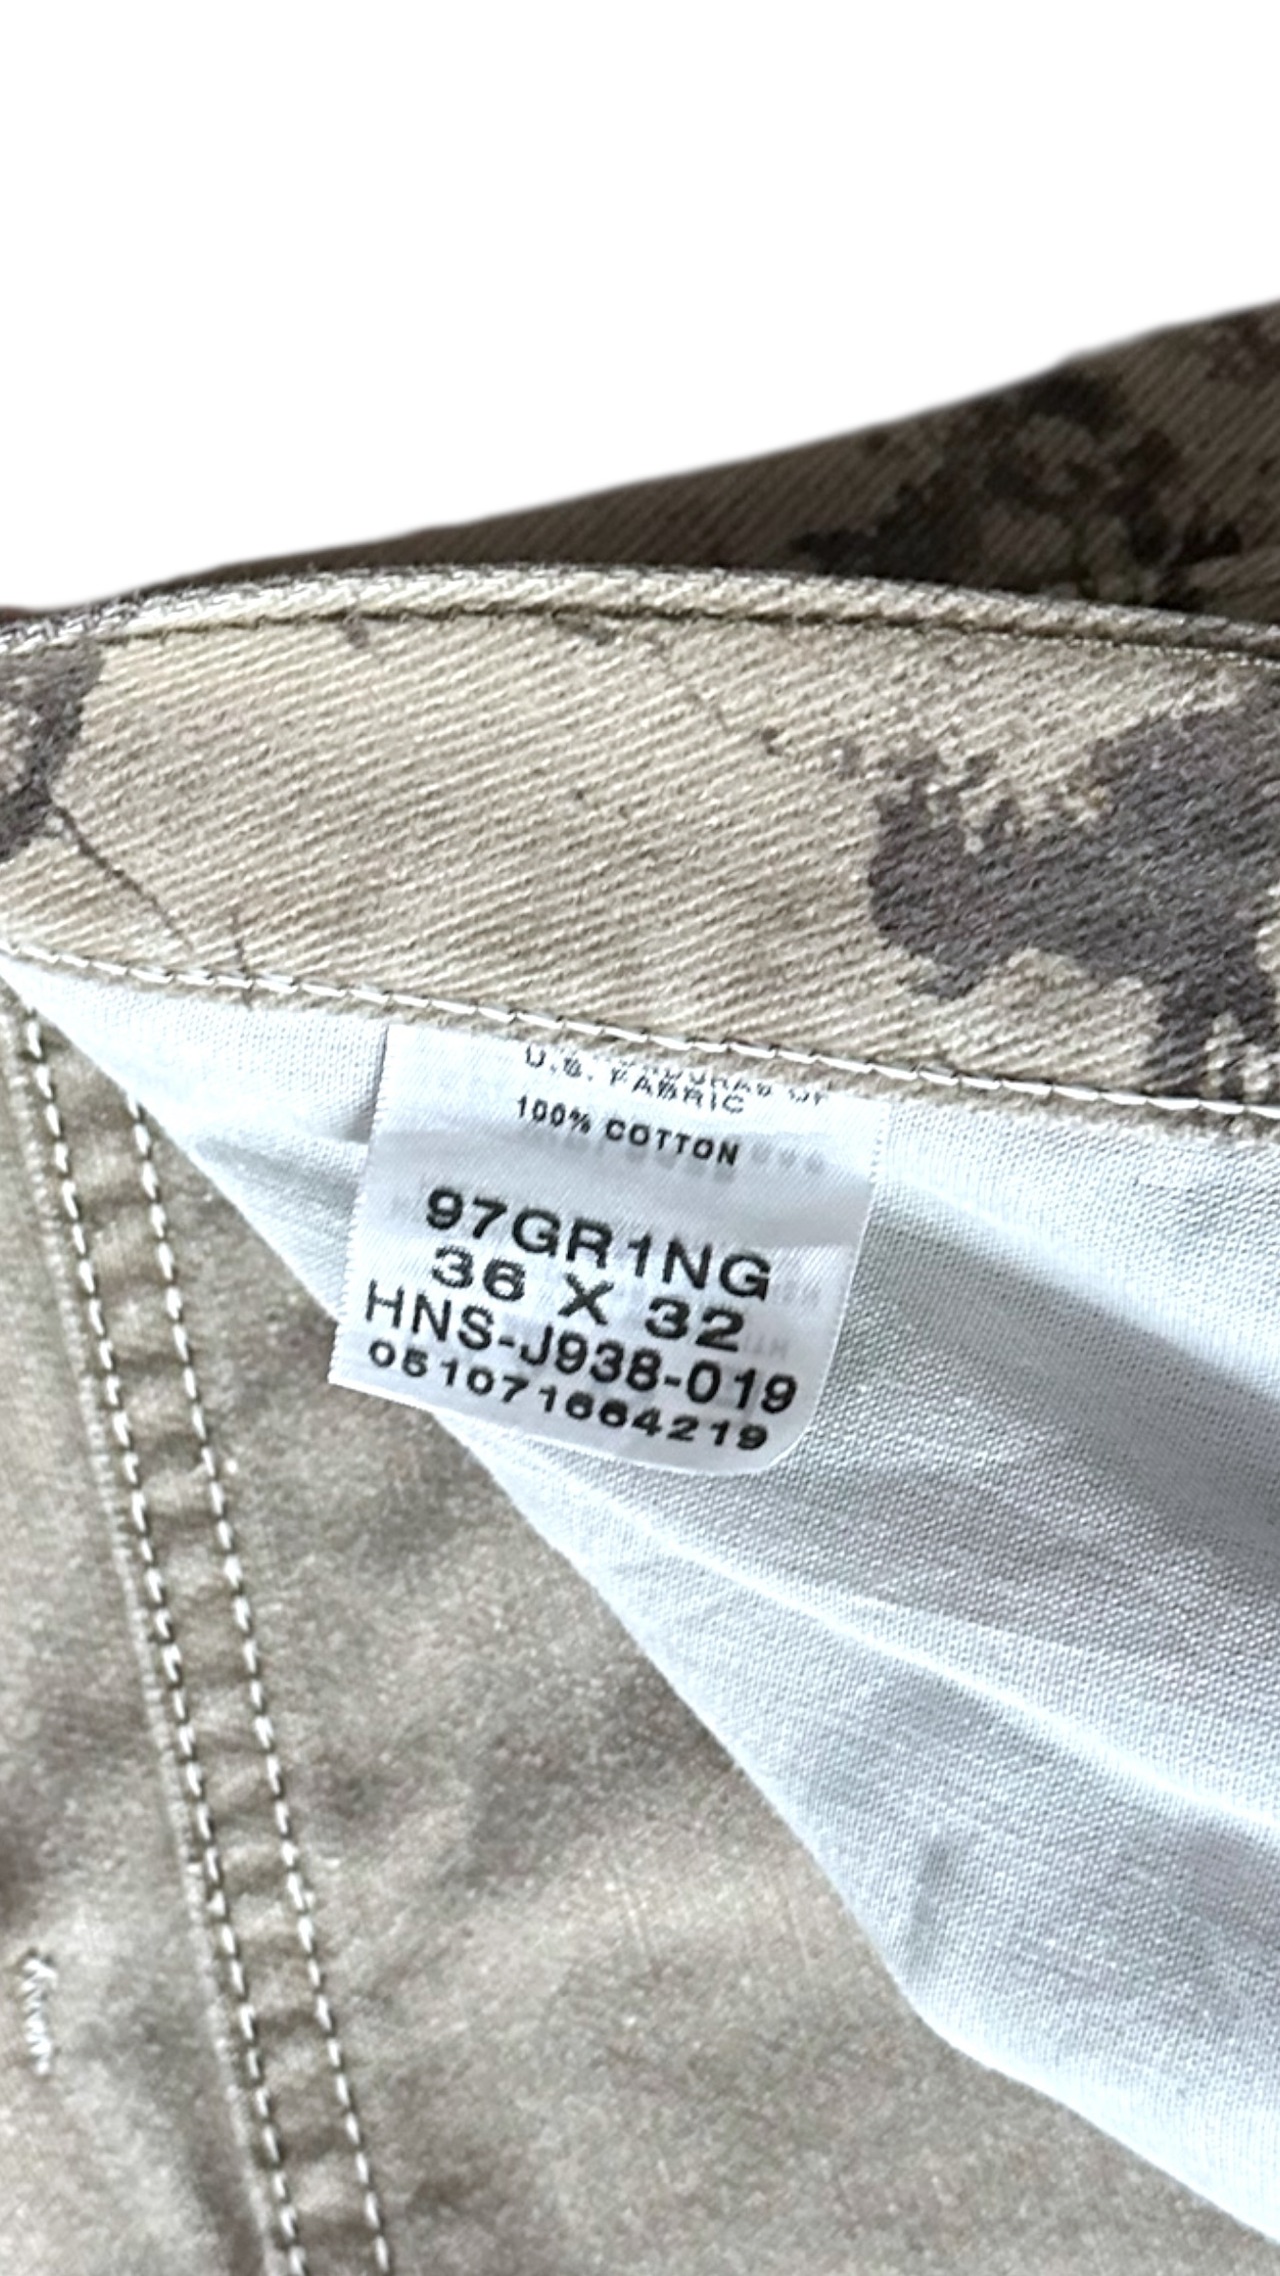 U.S. FABRIC
100% COTTON
97GR1NG
36 X 32
HNS-J938-019
051071664219